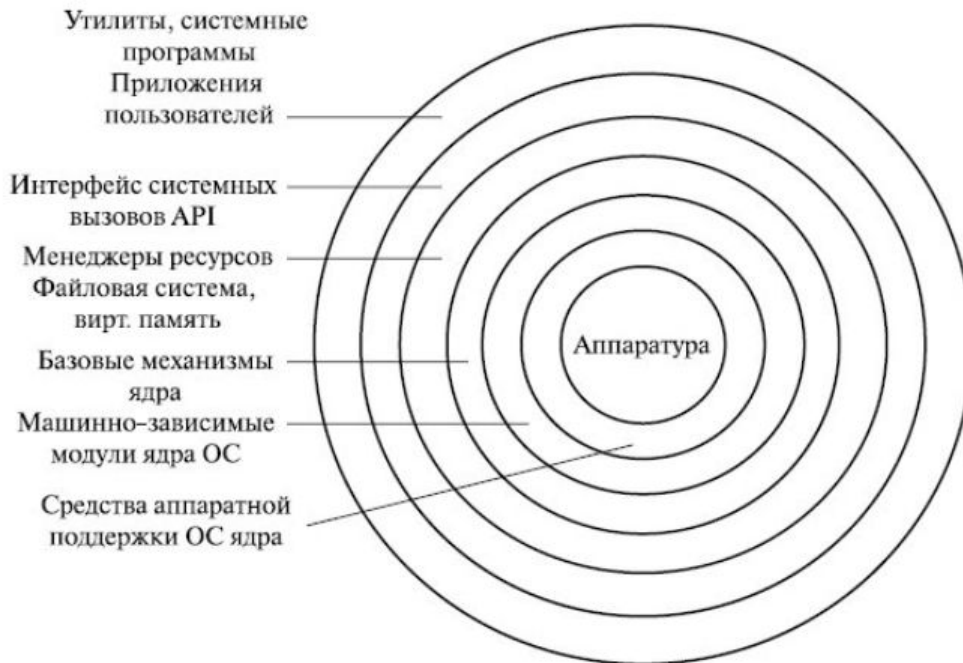 Утилиты, системные
программы
Приложения
пользователей
Интерфейс системных
вызовов API
Менеджеры ресурсов
Файловая система,
вирт. память
Аппаратура
Базовые механизмы
ядра
Машинно-зависимые
модули ядра ОС
Средства аппаратной
поддержки ОС ядра